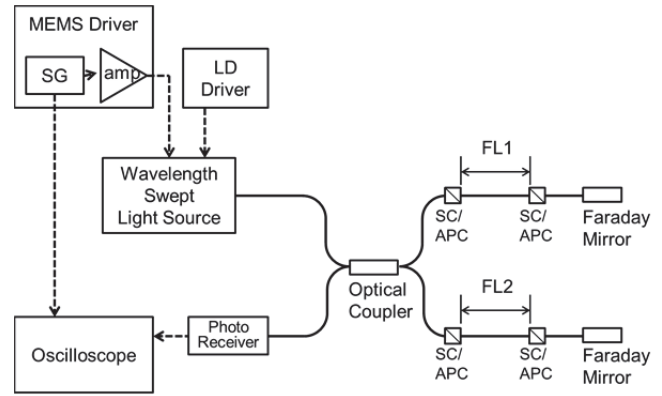 MEMS Driver
SG
amp
LD
Driver
Wavelength
Swept
Light Source
FL1
SC/
APC
SC/
APC
Faraday
Mirror
Optical
Coupler
FL2
SC/
APC
SC/
APC
Faraday
Mirror
Photo
Receiver
Oscilloscope